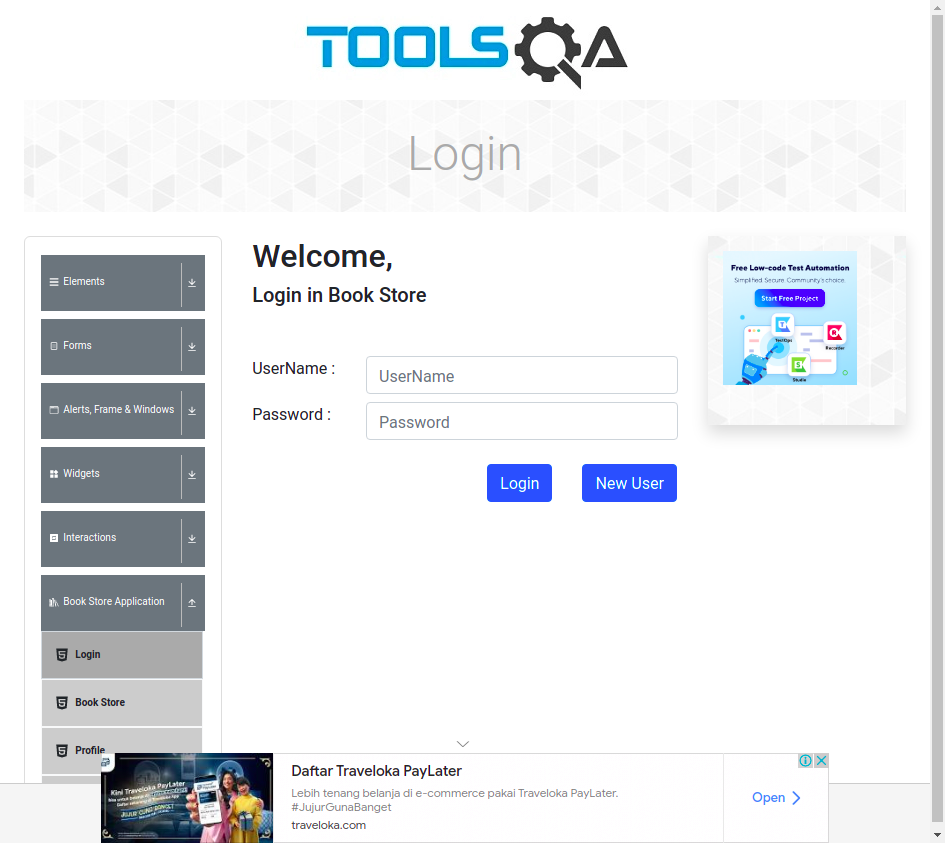 TOOLSQA
Login
Elements
Forms
Alerts, Frame & Windows
Widgets
Interactions
Book Store Application
Login
Book Store
Profile
Welcome,
Login in Book Store
UserName :
UserName
Password :
Password
Login
New User
Free Low-code Test Automation
Simplified. Secure. Community's choice.
Start Free Project
TestOps
Recorder
Studio
Kini Traveloka PayLater
JUJUR GUNA BANGET
Daftar Traveloka PayLater
Lebih tenang belanja di e-commerce pakai Traveloka PayLater.
#JujurGunaBanget
traveloka.com
Open